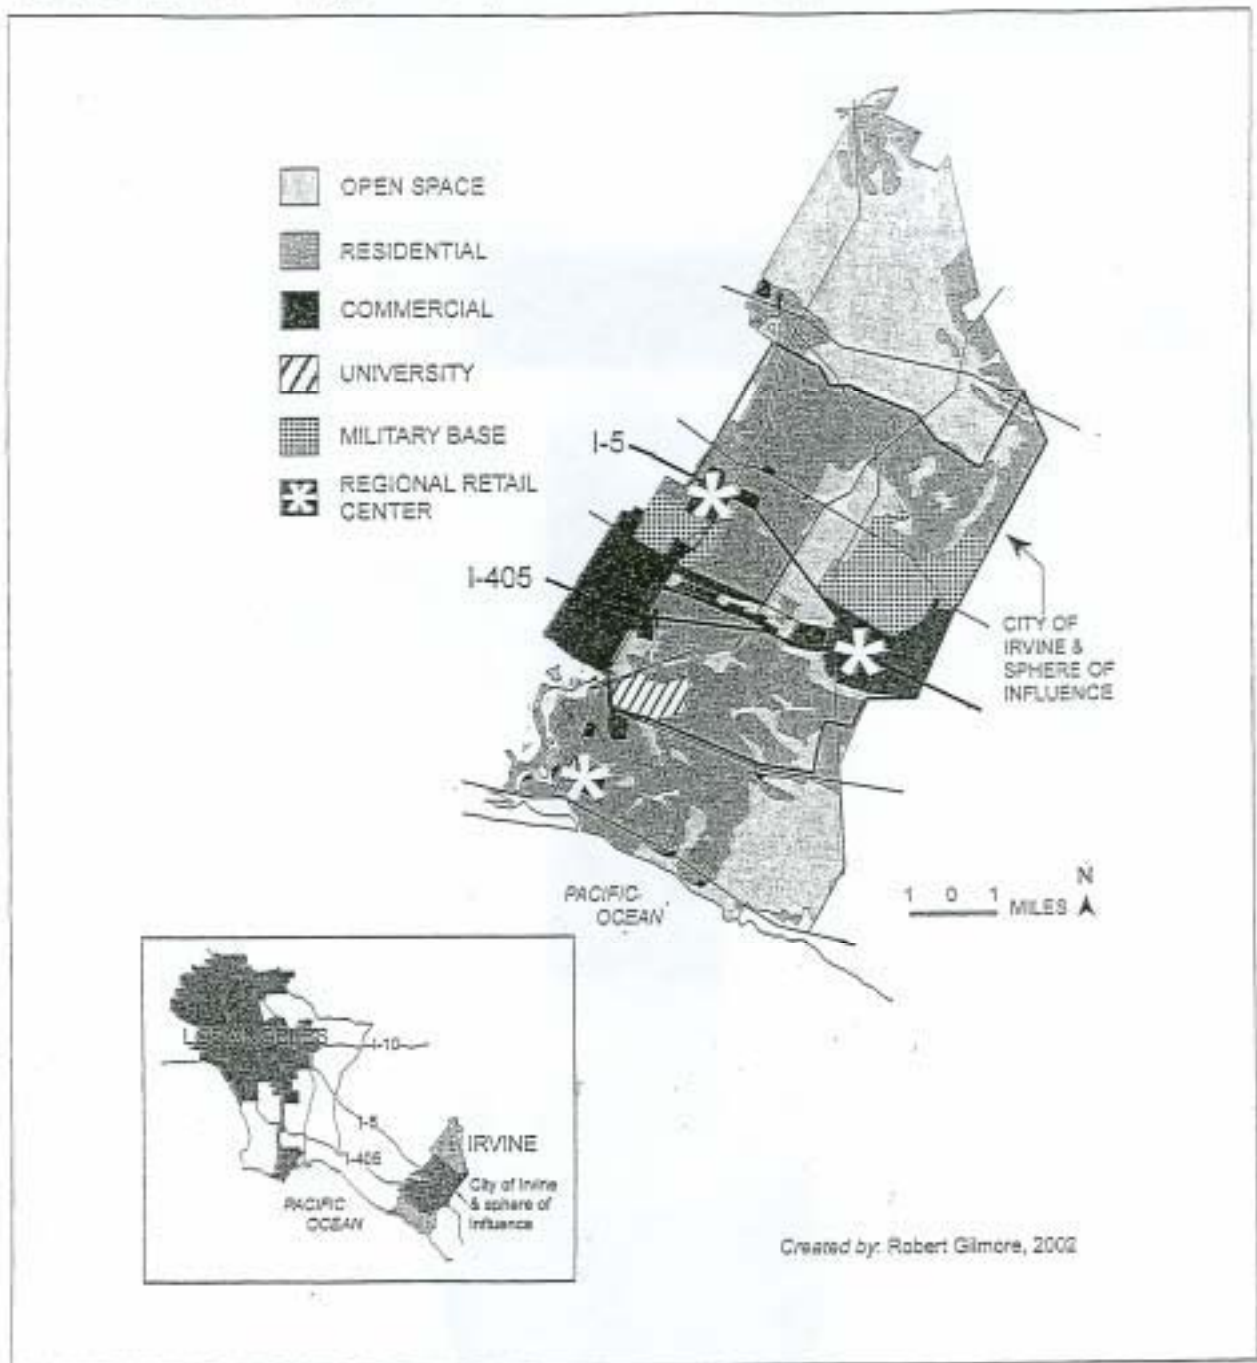 OPEN SPACE
RESIDENTIAL
COMMERCIAL
UNIVERSITY
MILITARY BASE
REGIONAL RETAIL
CENTER
I-5
I-405
CITY OF
IRVINE &
SPHERE OF
INFLUENCE
PACIFIC
OCEAN
1 0 1
MILES
N
LOS ANGELES
I-10
I-5
I-405
IRVINE
City of Irvine
& sphere of
Influence
PACIFIC
OCEAN
Created by: Robert Gilmore, 2002